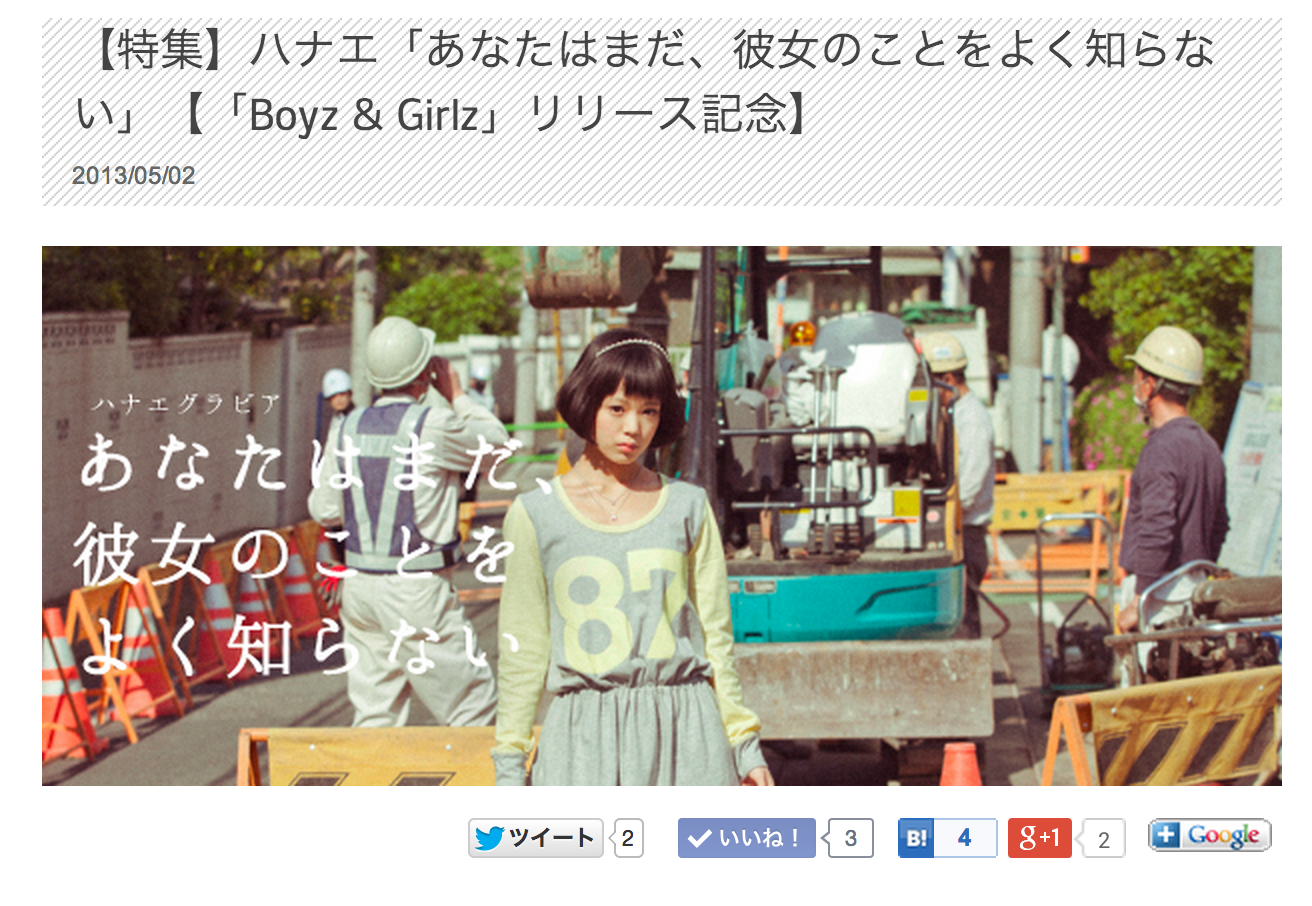 【特集】ハナエ「あなたはまだ、彼女のことをよく知らな
い」【「Boyz & Girlz」リリース記念】
2013/05/02
ハナエグラビア
あなたはまだ、
彼女のことを
よく知らない
87
ツイート 2
いいね！ 3
B! 4
g+1 2
+ Google